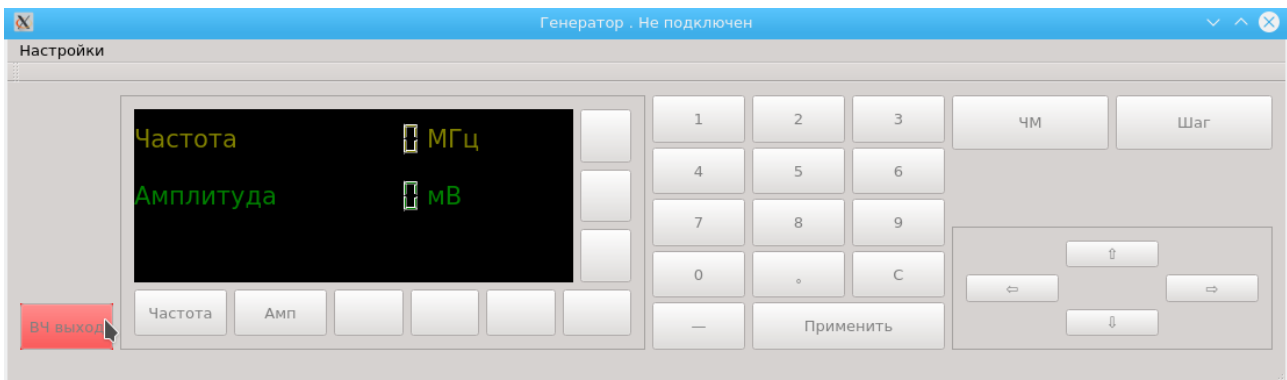 Генератор . Не подключен
Настройки
Частота 0 МГц
Амплитуда 0 мВ
Частота Амп
ВЧ выход
1 2 3
4 5 6
7 8 9
0 . C
— Применить
ЧМ Шаг
⇧
⇦ ⇨
⇩